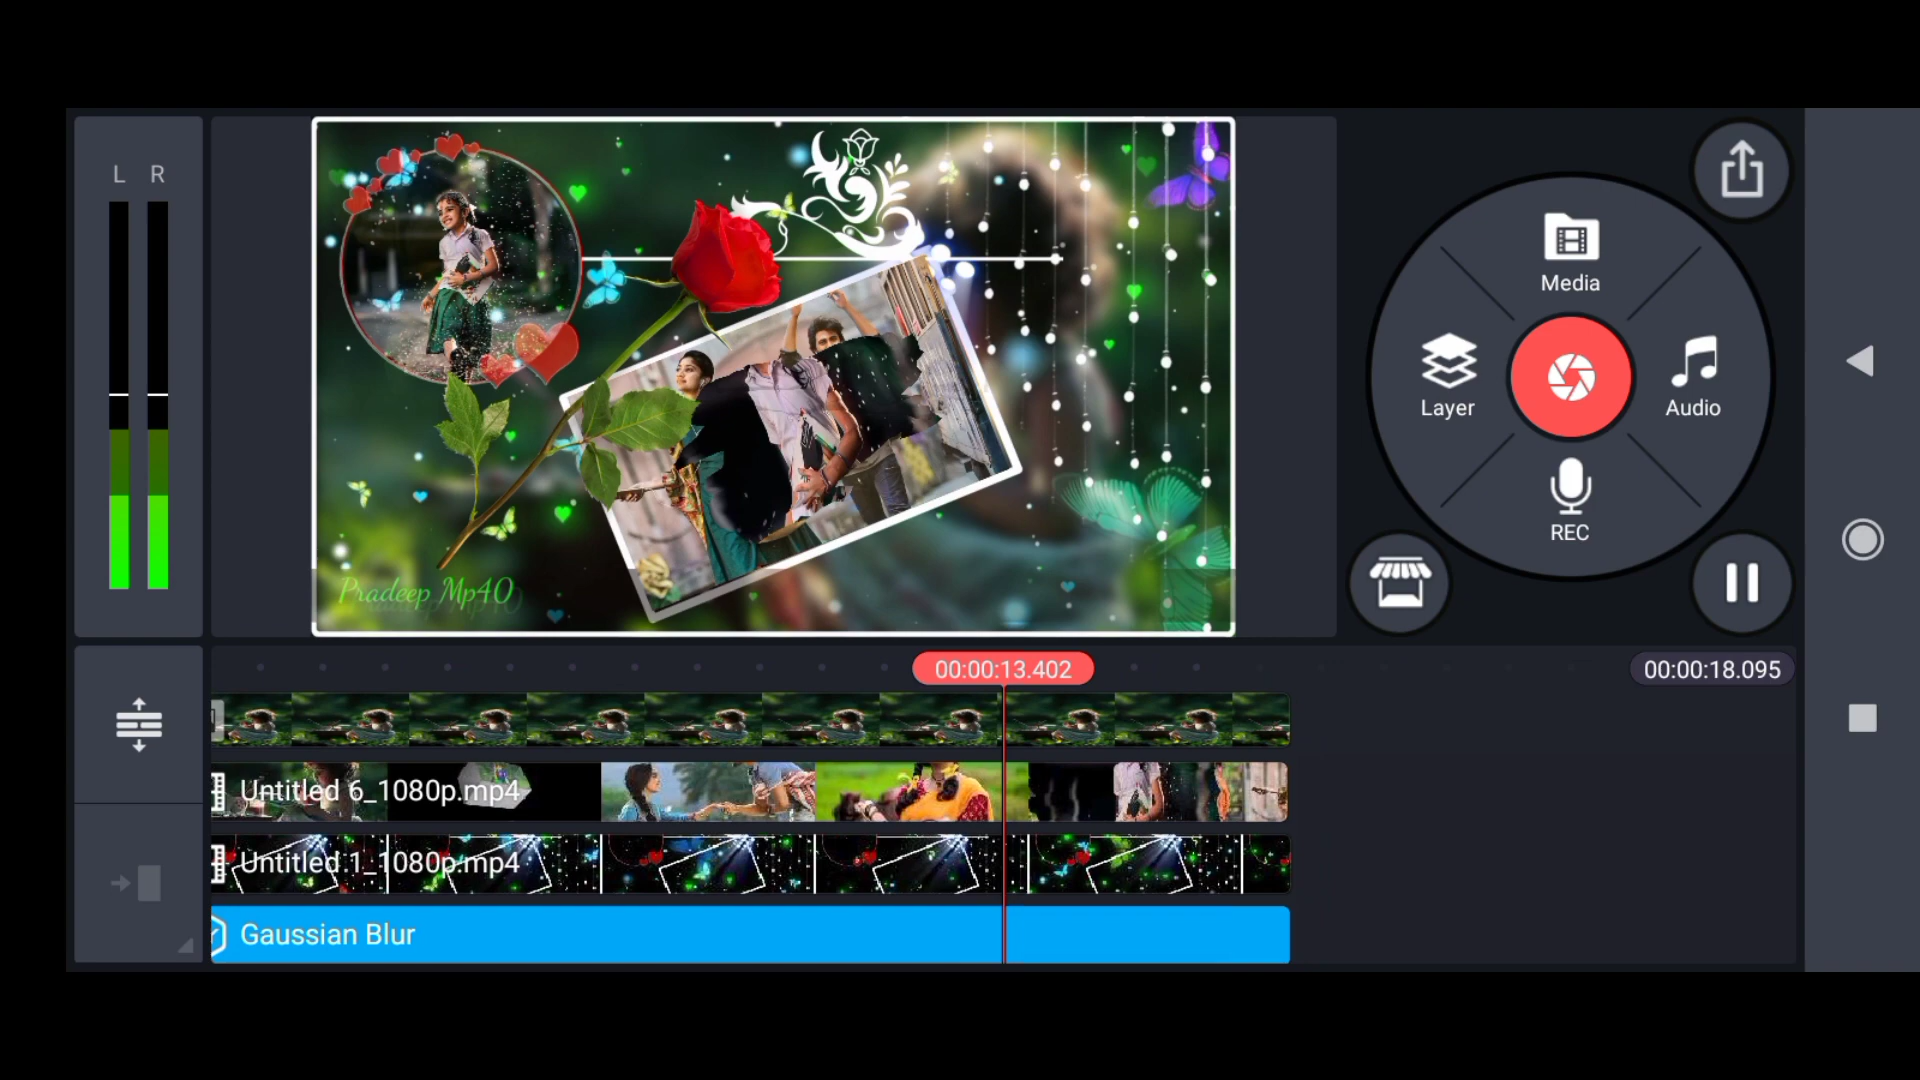 L R
Media
Layer
Audio
REC
Pradeep Mp40
00:00:13.402
00:00:18.095
Untitled 6_1080p.mp4
Untitled 1_1080p.mp4
Gaussian Blur